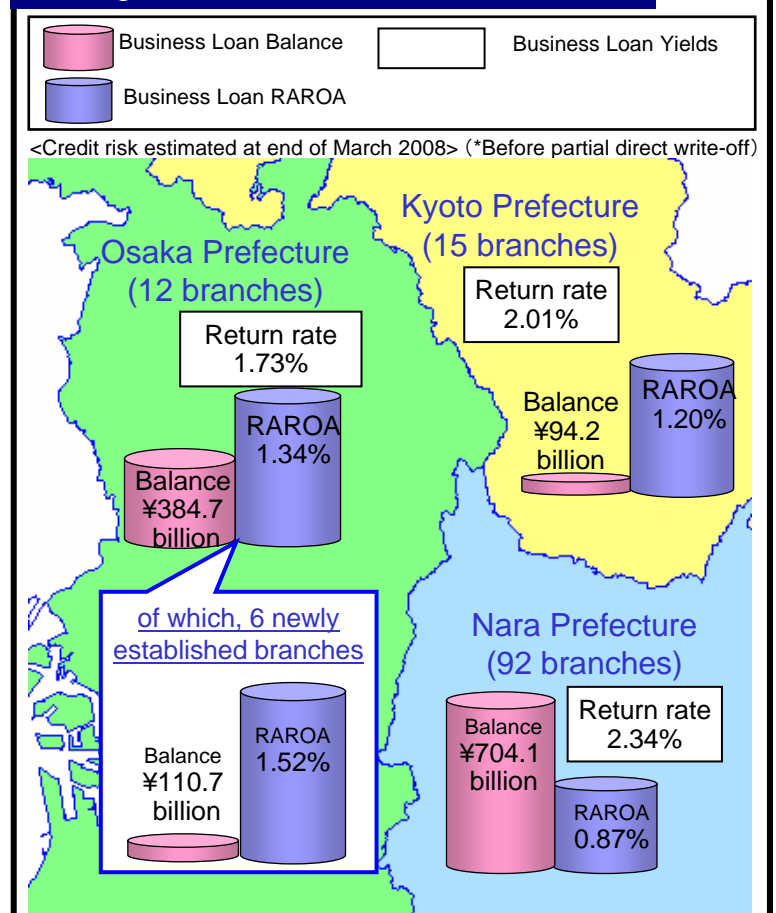 Business Loan Balance
Business Loan Yields
Business Loan RAROA
<Credit risk estimated at end of March 2008> (*Before partial direct write-off)
Kyoto Prefecture
(15 branches)
Return rate
2.01%
Balance
¥94.2
billion
RAROA
1.20%
Osaka Prefecture
(12 branches)
Return rate
1.73%
Balance
¥384.7
billion
RAROA
1.34%
of which, 6 newly
established branches
Balance
¥110.7
billion
RAROA
1.52%
Nara Prefecture
(92 branches)
Balance
¥704.1
billion
Return rate
2.34%
RAROA
0.87%